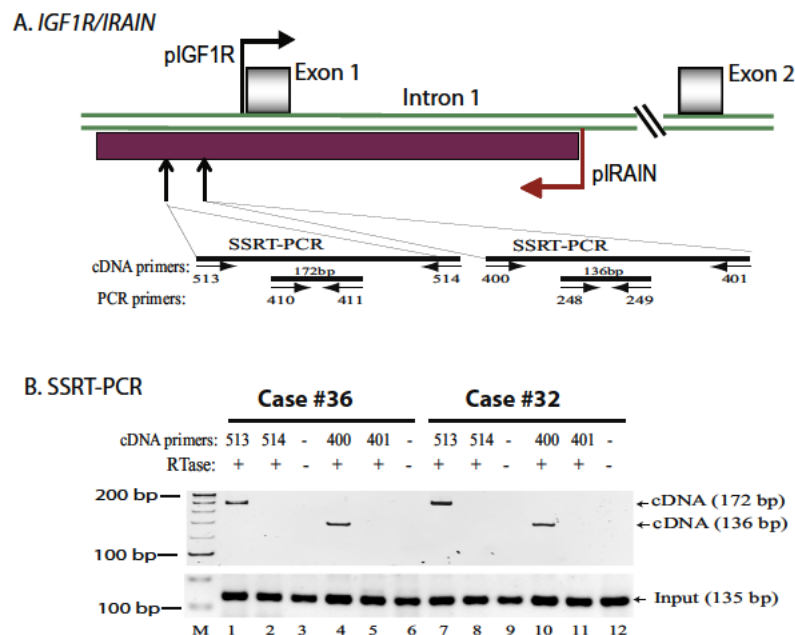 A. IGF1R/IRAIN
pIGF1R
Exon 1
Intron 1
Exon 2
pIRAIN
SSRT-PCR SSRT-PCR
cDNA primers: 513 172bp 514 400 136bp 401
PCR primers: 410 411 248 249
B. SSRT-PCR
Case #36 Case #32
cDNA primers: 513 514 - 400 401 - 513 514 - 400 401 -
RTase: + + - + + - + + - + + -
200 bp
cDNA (172 bp)
cDNA (136 bp)
100 bp
Input (135 bp)
100 bp
M 1 2 3 4 5 6 7 8 9 10 11 12